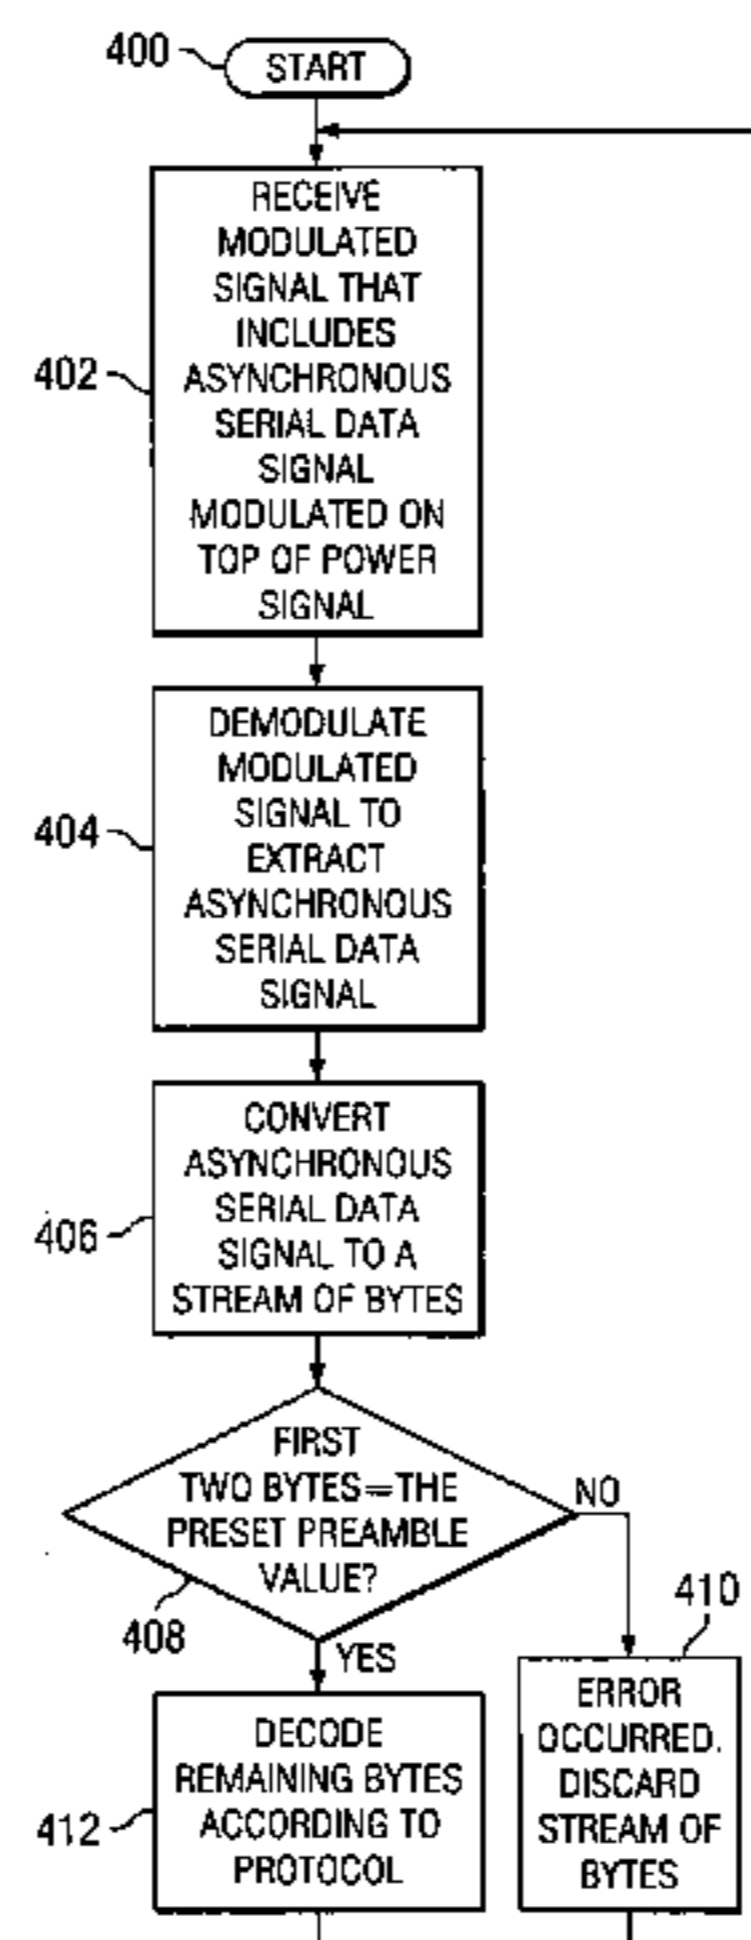 400
START
RECEIVE
MODULATED
SIGNAL THAT
INCLUDES
ASYNCHRONOUS
SERIAL DATA
SIGNAL
MODULATED ON
TOP OF POWER
SIGNAL
402
DEMODULATE
MODULATED
SIGNAL TO
EXTRACT
ASYNCHRONOUS
SERIAL DATA
SIGNAL
404
CONVERT
ASYNCHRONOUS
SERIAL DATA
SIGNAL TO A
STREAM OF BYTES
406
FIRST
TWO BYTES=THE
PRESET PREAMBLE
VALUE?
408
NO
YES
410
ERROR
OCCURRED.
DISCARD
STREAM OF
BYTES
DECODE
REMAINING BYTES
ACCORDING TO
PROTOCOL
412